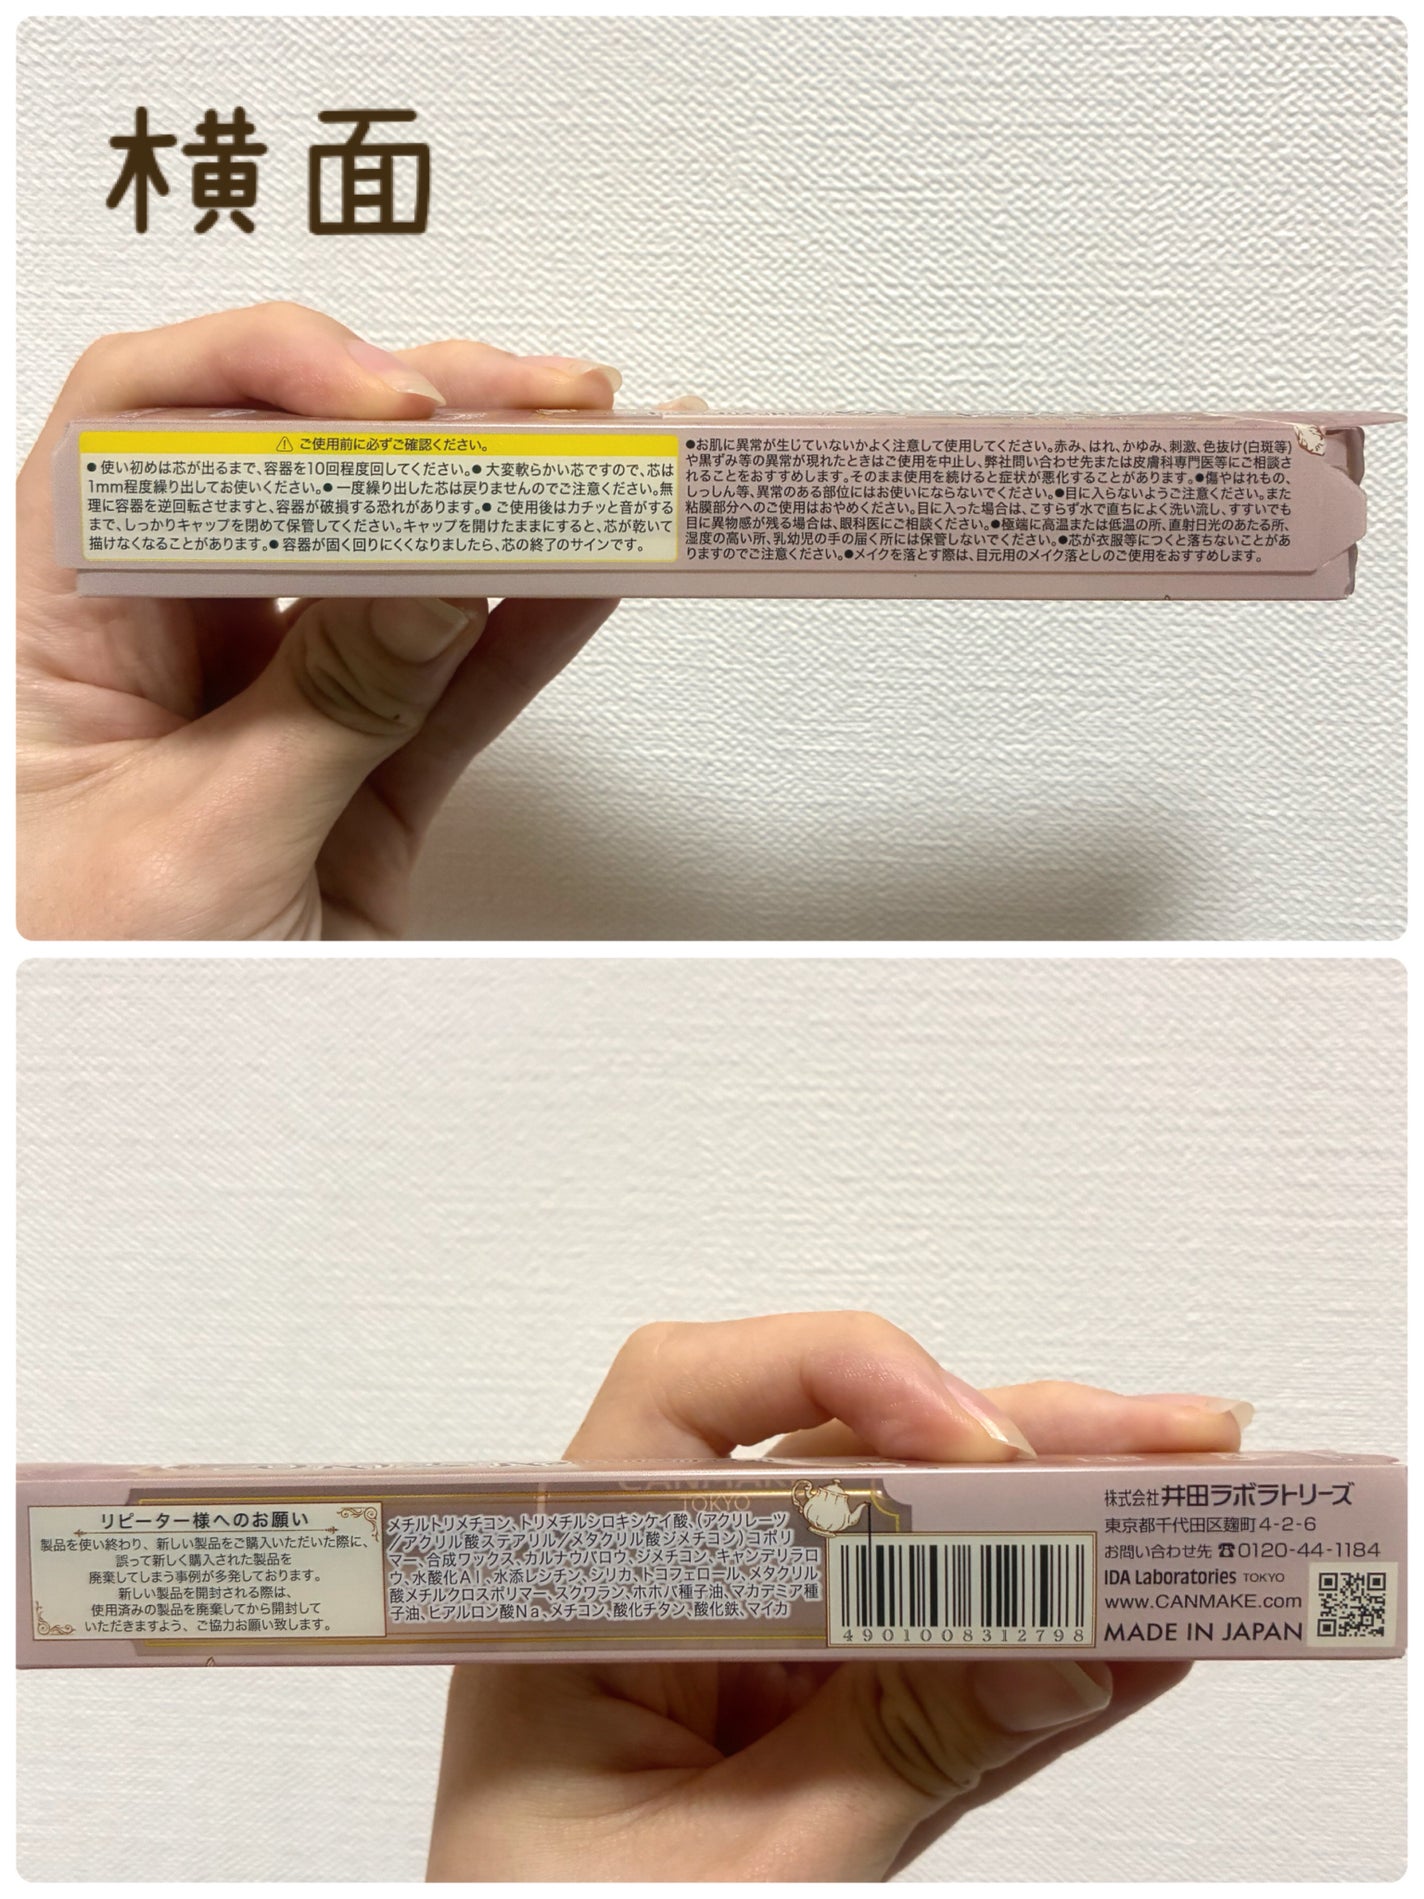 横面
ご使用前に必ずご確認ください。
●使い初めは芯が出るまで、容器を10回程度回してください。●大変軟らかい芯ですので、芯は
1mm程度繰り出してお使いください。●一度繰り出した芯は戻りませんのでご注意ください。無
理に容器を逆回転させますと、容器が破損する恐れがあります。●ご使用後はカチッと音がする
まで、しっかりキャップを閉めて保管してください。キャップを開けたままにすると、芯が乾いて
描けなくなることがあります。●容器が固く回りにくくなりましたら、芯の終了のサインです。
●お肌に異常が生じていないかよく注意して使用してください。赤み、はれ、かゆみ、刺激、色抜け(白斑等)
や黒ずみ等の異常が現れたときはご使用を中止し、弊社問い合わせ先または皮膚科専門医等にご相談さ
れることをおすすめします。そのまま使用を続けると症状が悪化することがあります。●傷やはれもの、
しっしん等、異常のある部位にはお使いにならないでください。●目に入らないようご注意ください。また
粘膜部分へのご使用はおやめください。目に入った場合は、こすらず水で直ちによく洗い流し、すすいでも
目に異物感が残る場合は、眼科医にご相談ください。●極端に高温または低温の所、直射日光のあたる所、
湿度の高い所、乳幼児の手の届く所には保管しないでください。●芯が衣服等につくと落ちないことがあ
りますのでご注意ください。●メイクを落とす際は、目元用のメイク落としのご使用をおすすめします。
リピーター様へのお願い
製品を使い終わり、新しい製品をご購入いただいた際に、
誤って新しく購入された製品を
廃棄してしまう事例が多発しております。
新しい製品を開封される際は、
使用済みの製品を廃棄してから開封して
いただきますよう、ご協力お願い致します。
CANMAKE
TOKYO
メチルトリメチコン、トリメチルシロキシケイ酸、(アクリレーツ
/アクリル酸ステアリル/メタクリル酸ジメチコン)コポリ
マー、合成ワックス、カルナウバロウ、ジメチコン、キャンデリラロ
ウ、水酸化Al、水添レシチン、シリカ、トコフェロール、メタクリル
酸メチルクロスポリマー、スクワラン、ホホバ種子油、マカデミア種
子油、ヒアルロン酸Na、メチコン、酸化チタン、酸化鉄、マイカ
4901008312798
株式会社井田ラボラトリーズ
東京都千代田区麹町4-2-6
お問い合わせ先☎0120-44-1184
IDA Laboratories TOKYO
www.CANMAKE.com
MADE IN JAPAN